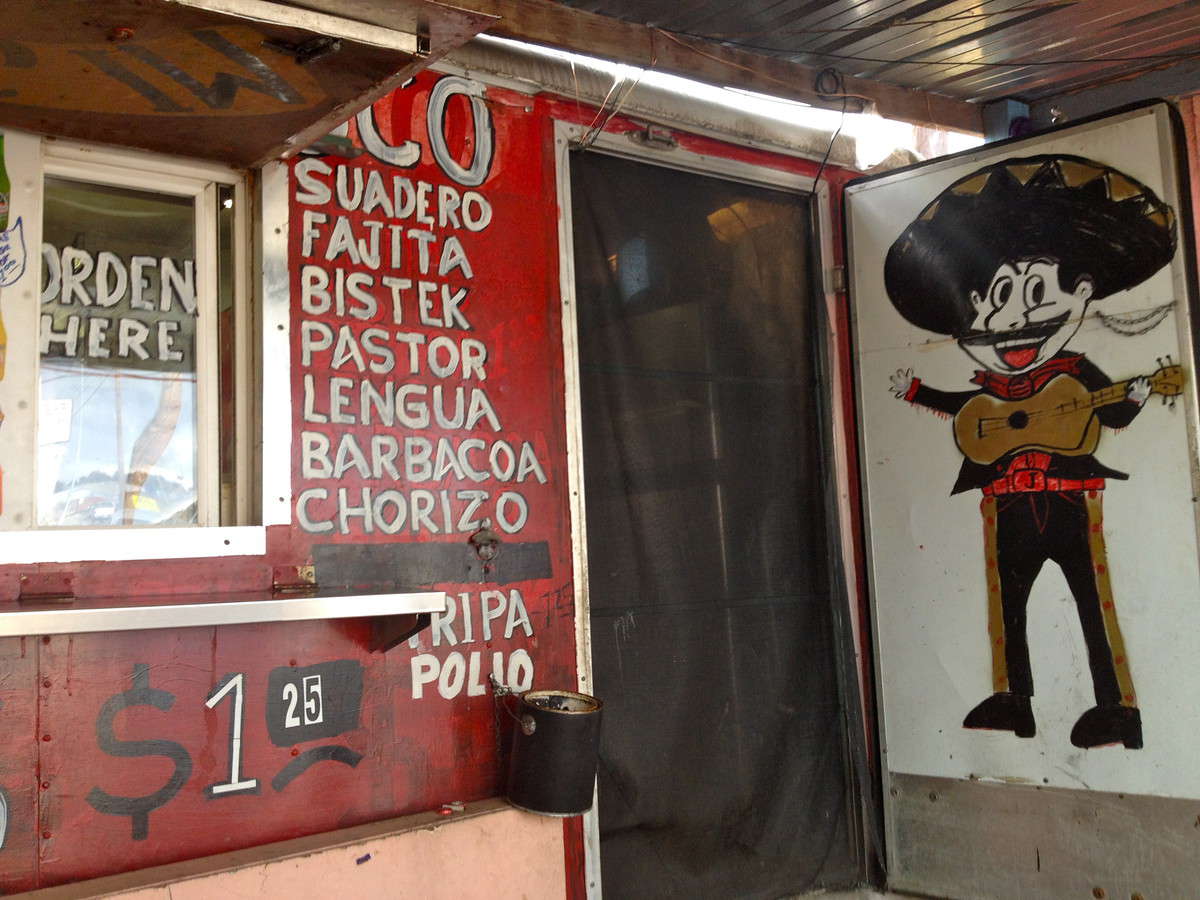 CO
SUADERO
FAJITA
BISTEK
PASTOR
LENGUA
BARBACOA
CHORIZO
TRIPA
POLLO
ORDEN
HERE
$1 25
J